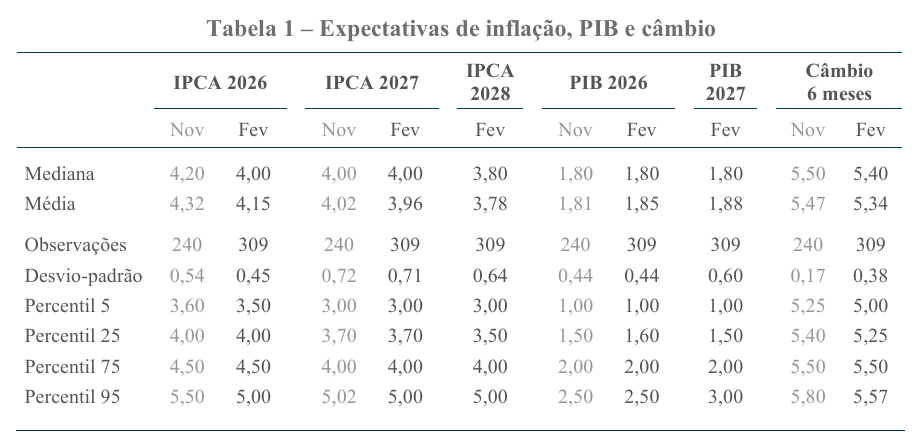 Tabela 1 – Expectativas de inflação, PIB e câmbio
IPCA 2026 IPCA 2027 IPCA 2028 PIB 2026 PIB 2027 Câmbio 6 meses
Nov Fev Nov Fev Fev Nov Fev Fev Nov Fev
Mediana 4,20 4,00 4,00 4,00 3,80 1,80 1,80 1,80 5,50 5,40
Média 4,32 4,15 4,02 3,96 3,78 1,81 1,85 1,88 5,47 5,34
Observações 240 309 240 309 309 240 309 309 240 309
Desvio-padrão 0,54 0,45 0,72 0,71 0,64 0,44 0,44 0,60 0,17 0,38
Percentil 5 3,60 3,50 3,00 3,00 3,00 1,00 1,00 1,00 5,25 5,00
Percentil 25 4,00 4,00 3,70 3,70 3,50 1,50 1,60 1,50 5,40 5,25
Percentil 75 4,50 4,50 4,00 4,00 4,00 2,00 2,00 2,00 5,50 5,50
Percentil 95 5,50 5,00 5,02 5,00 5,00 2,50 2,50 3,00 5,80 5,57